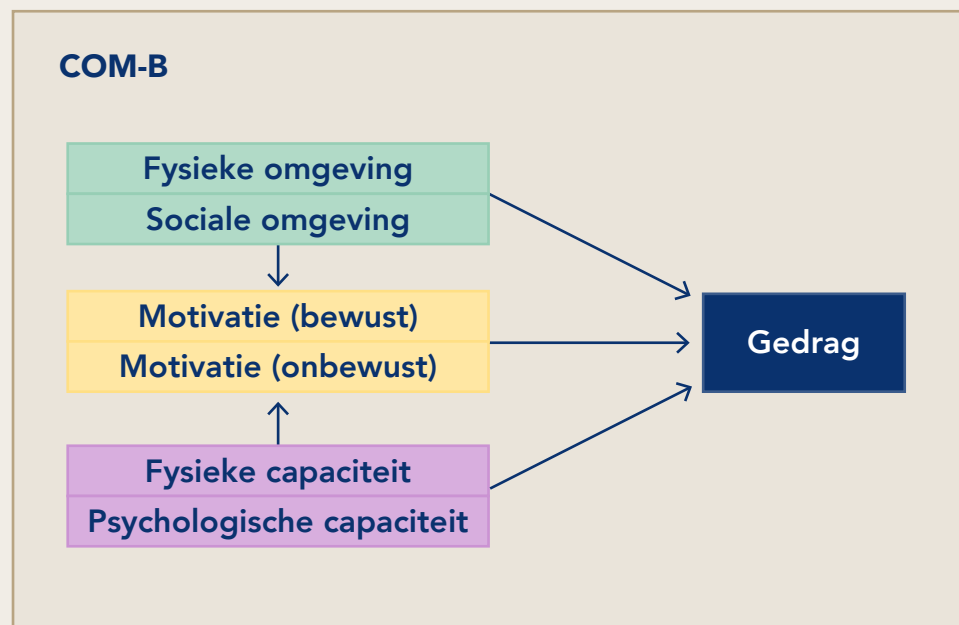 COM-B
Fysieke omgeving
Sociale omgeving
Motivatie (bewust)
Motivatie (onbewust)
Gedrag
Fysieke capaciteit
Psychologische capaciteit